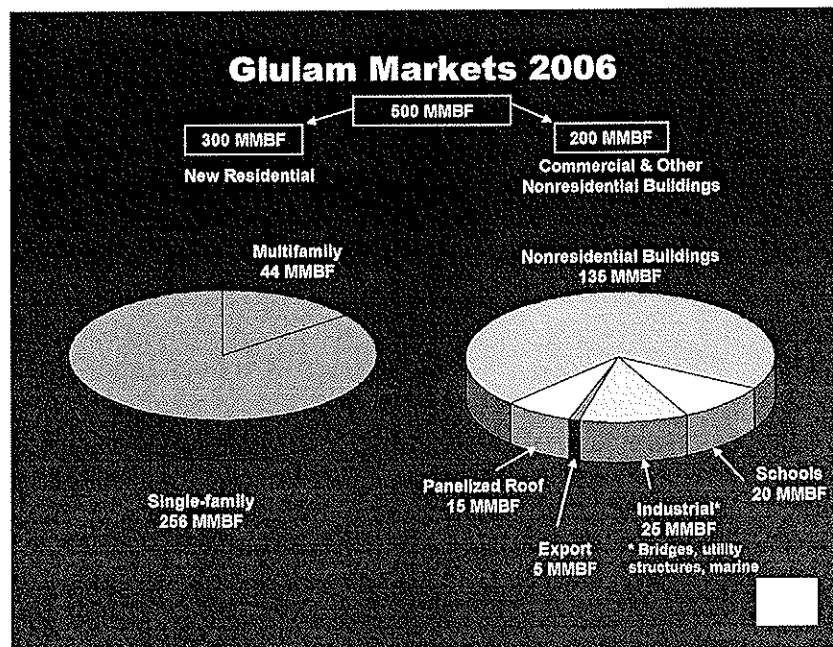 Glulam Markets 2006
500 MMBF
300 MMBF
New Residential
200 MMBF
Commercial & Other
Nonresidential Buildings
Multifamily
44 MMBF
Single-family
256 MMBF
Nonresidential Buildings
135 MMBF
Panelized Roof
15 MMBF
Export
5 MMBF
Industrial*
25 MMBF
* Bridges, utility
structures, marine
Schools
20 MMBF